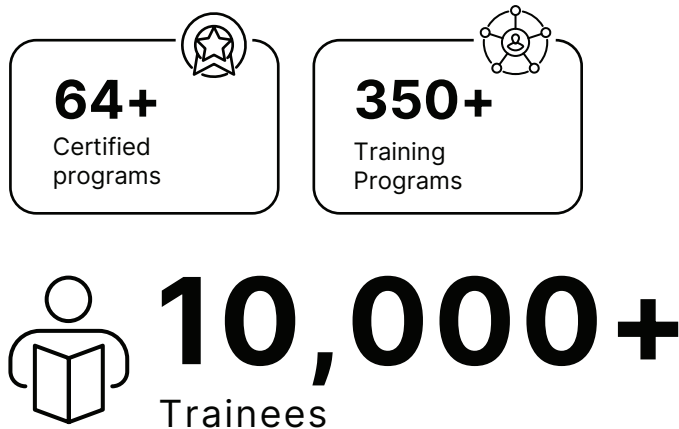 64+
Certified
programs
350+
Training
Programs
10,000+
Trainees